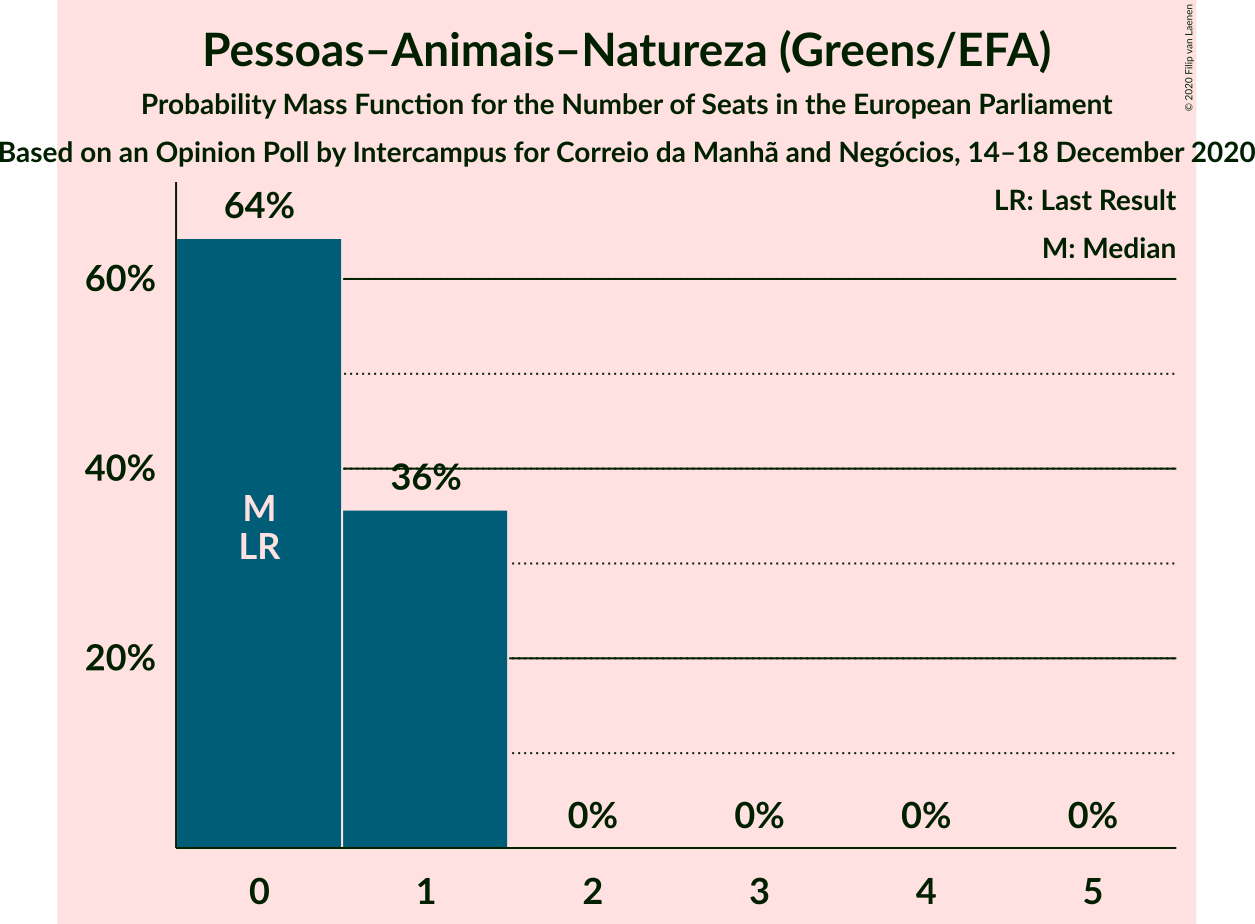 Pessoas–Animais–Natureza (Greens/EFA)
Probability Mass Function for the Number of Seats in the European Parliament
Based on an Opinion Poll by Intercampus for Correio da Manhã and Negócios, 14–18 December 2020
© 2020 Filip van Laenen
LR: Last Result
M: Median
64%
60%
40%
36%
M
LR
20%
0% 0% 0% 0%
0 1 2 3 4 5